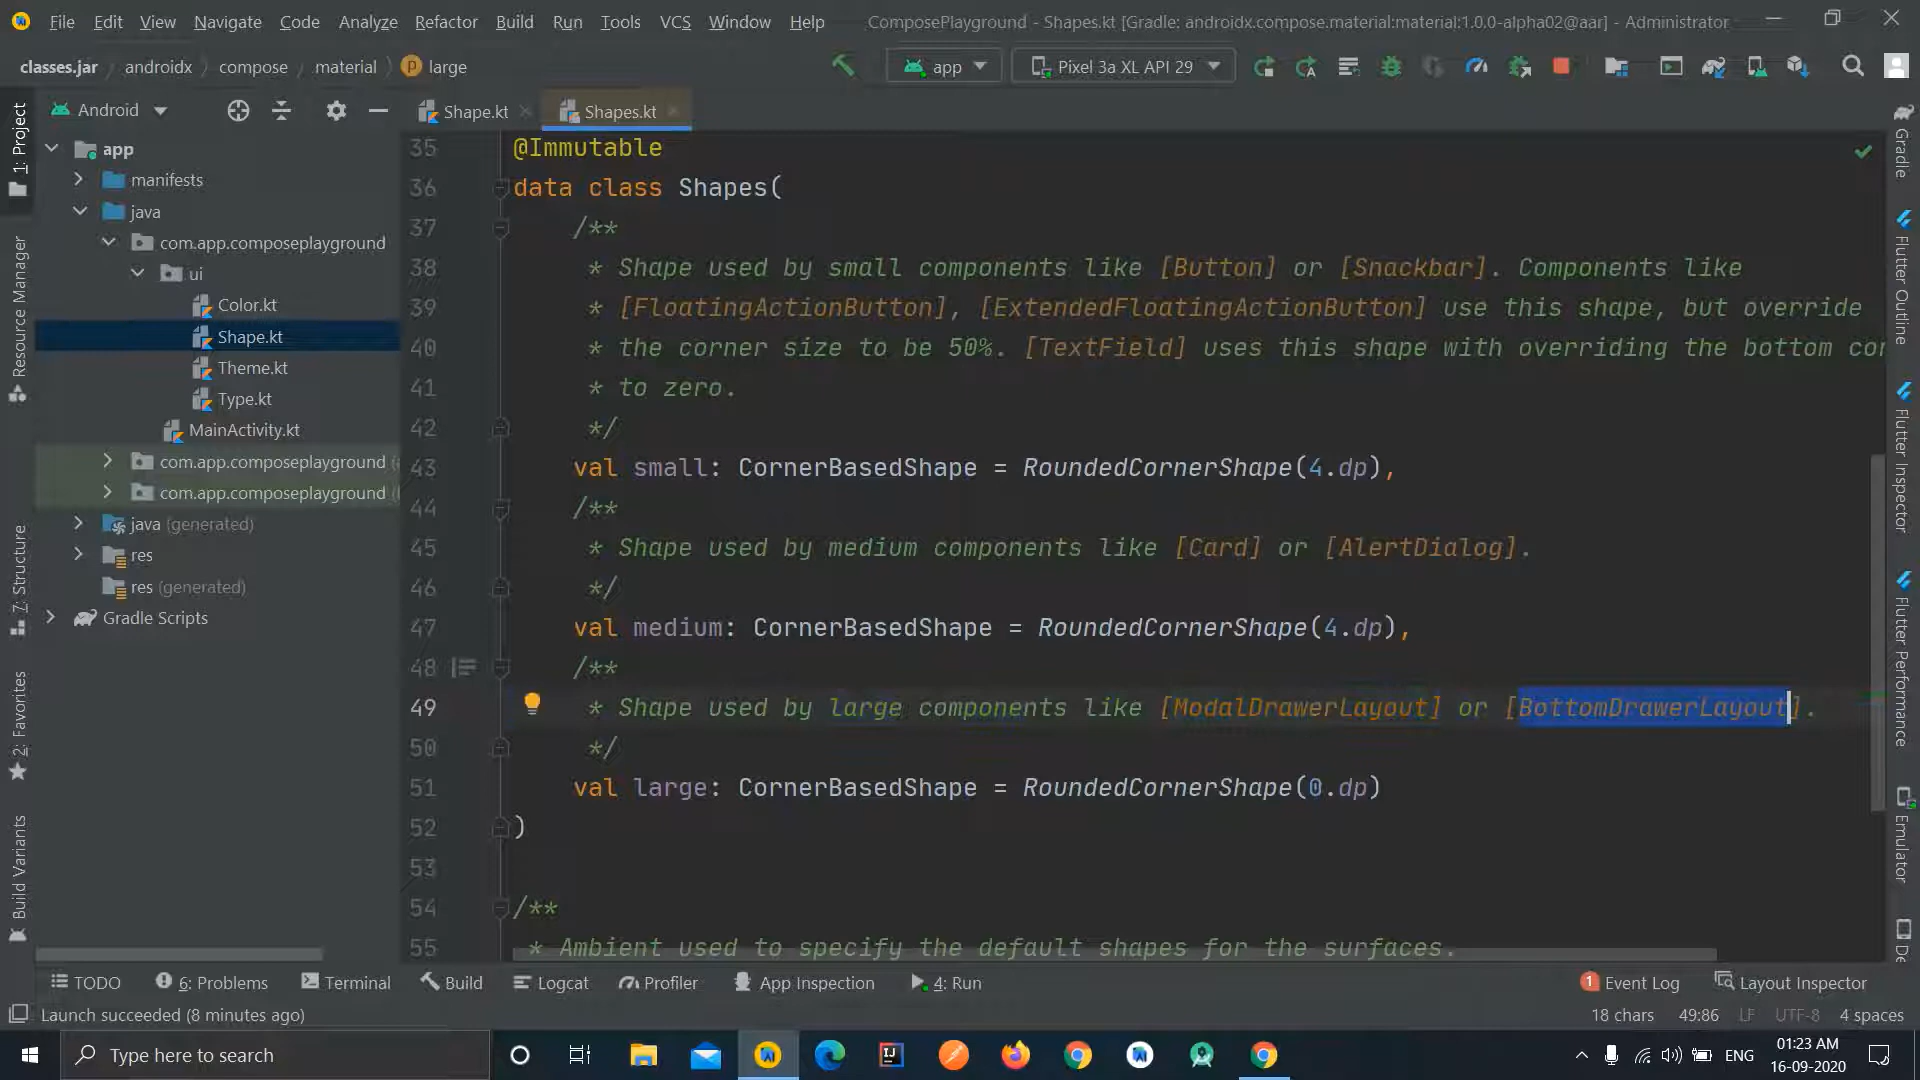 File Edit View Navigate Code Analyze Refactor Build Run Tools VCS Window Help ComposePlayground - Shapes.kt [Gradle: androidx.compose.material:material:1.0.0-alpha02@aar] - Administrator
classes.jar androidx compose material large app Pixel 3a XL API 29
Android
Shape.kt Shapes.kt
1: Project
Resource Manager
7: Structure
2: Favorites
Build Variants
app
manifests
java
com.app.composeplayground
ui
Color.kt
Shape.kt
Theme.kt
Type.kt
MainActivity.kt
com.app.composeplayground (
com.app.composeplayground (
java (generated)
res
res (generated)
Gradle Scripts
35 @Immutable
36 data class Shapes(
37 /**
38 * Shape used by small components like [Button] or [Snackbar]. Components like
39 * [FloatingActionButton], [ExtendedFloatingActionButton] use this shape, but override
40 * the corner size to be 50%. [TextField] uses this shape with overriding the bottom cor
41 * to zero.
42 */
43 val small: CornerBasedShape = RoundedCornerShape(4.dp),
44 /**
45 * Shape used by medium components like [Card] or [AlertDialog].
46 */
47 val medium: CornerBasedShape = RoundedCornerShape(4.dp),
48 /**
49 * Shape used by large components like [ModalDrawerLayout] or [BottomDrawerLayout].
50 */
51 val large: CornerBasedShape = RoundedCornerShape(0.dp)
52 )
53
54 /**
55 * Ambient used to specify the default shapes for the surfaces.
Gradle
Flutter Outline
Flutter Inspector
Flutter Performance
Emulator
TODO 6: Problems Terminal Build Logcat Profiler App Inspection 4: Run 1 Event Log Layout Inspector
Launch succeeded (8 minutes ago) 18 chars 49:86 LF UTF-8 4 spaces
Type here to search
ENG
01:23 AM
16-09-2020